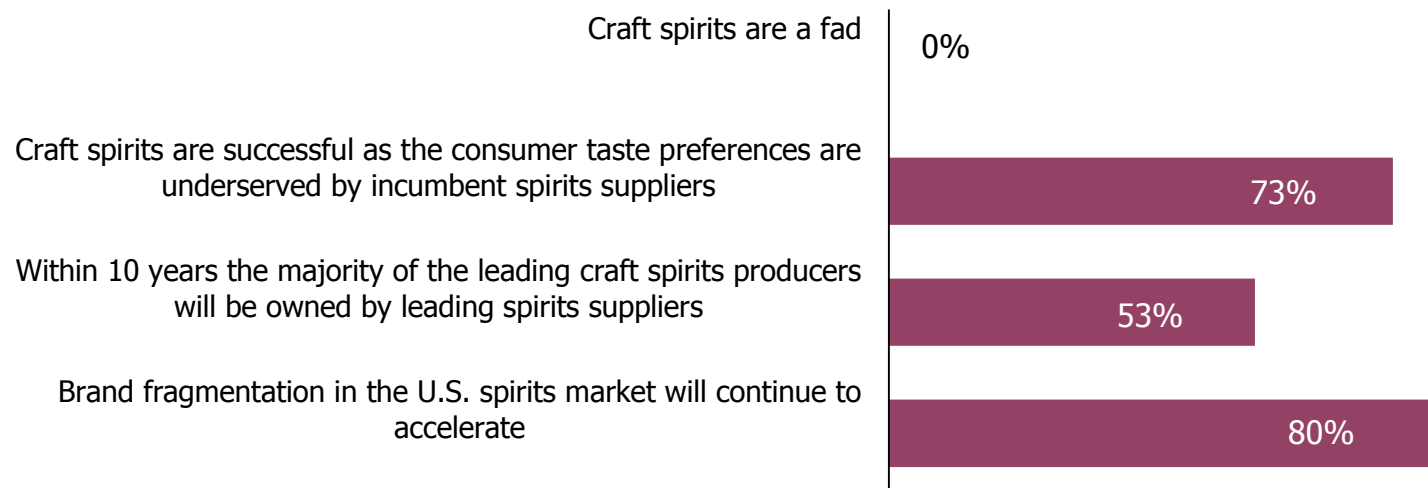 Craft spirits are a fad
0%
Craft spirits are successful as the consumer taste preferences are
underserved by incumbent spirits suppliers
73%
Within 10 years the majority of the leading craft spirits producers
will be owned by leading spirits suppliers
53%
Brand fragmentation in the U.S. spirits market will continue to
accelerate
80%